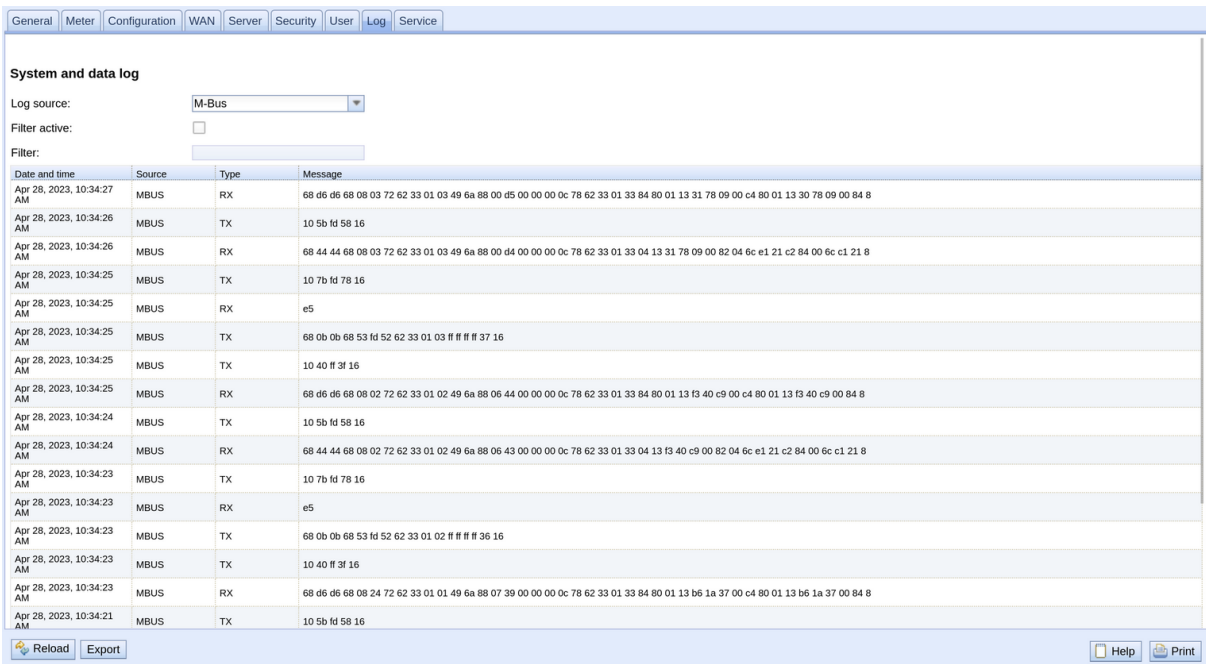 General Meter Configuration WAN Server Security User Log Service
System and data log
Log source: M-Bus
Filter active:
Filter:
Date and time Source Type Message
Apr 28, 2023, 10:34:27 AM MBUS RX 68 d6 d6 68 08 03 72 62 33 01 03 49 6a 88 00 d5 00 00 00 0c 78 62 33 01 33 84 80 01 13 31 78 09 00 c4 80 01 13 30 78 09 00 84 8
Apr 28, 2023, 10:34:26 AM MBUS TX 10 5b fd 58 16
Apr 28, 2023, 10:34:26 AM MBUS RX 68 44 44 68 08 03 72 62 33 01 03 49 6a 88 00 d4 00 00 00 0c 78 62 33 01 33 04 13 31 78 09 00 82 04 6c e1 21 c2 84 00 6c c1 21 8
Apr 28, 2023, 10:34:25 AM MBUS TX 10 7b fd 78 16
Apr 28, 2023, 10:34:25 AM MBUS RX e5
Apr 28, 2023, 10:34:25 AM MBUS TX 68 0b 0b 68 53 fd 52 62 33 01 03 ff ff ff ff 37 16
Apr 28, 2023, 10:34:25 AM MBUS TX 10 40 ff 3f 16
Apr 28, 2023, 10:34:25 AM MBUS RX 68 d6 d6 68 08 02 72 62 33 01 02 49 6a 88 06 44 00 00 00 0c 78 62 33 01 33 84 80 01 13 f3 40 c9 00 c4 80 01 13 f3 40 c9 00 84 8
Apr 28, 2023, 10:34:24 AM MBUS TX 10 5b fd 58 16
Apr 28, 2023, 10:34:24 AM MBUS RX 68 44 44 68 08 02 72 62 33 01 02 49 6a 88 06 43 00 00 00 0c 78 62 33 01 33 04 13 f3 40 c9 00 82 04 6c e1 21 c2 84 00 6c c1 21 8
Apr 28, 2023, 10:34:23 AM MBUS TX 10 7b fd 78 16
Apr 28, 2023, 10:34:23 AM MBUS RX e5
Apr 28, 2023, 10:34:23 AM MBUS TX 68 0b 0b 68 53 fd 52 62 33 01 02 ff ff ff ff 36 16
Apr 28, 2023, 10:34:23 AM MBUS TX 10 40 ff 3f 16
Apr 28, 2023, 10:34:23 AM MBUS RX 68 d6 d6 68 08 24 72 62 33 01 01 49 6a 88 07 39 00 00 00 0c 78 62 33 01 33 84 80 01 13 b6 1a 37 00 c4 80 01 13 b6 1a 37 00 84 8
Apr 28, 2023, 10:34:21 AM MBUS TX 10 5b fd 58 16
Reload Export Help Print